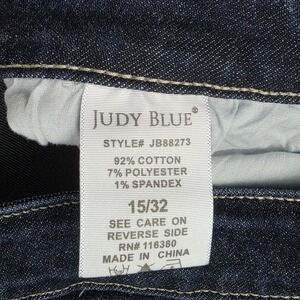 JUDY BLUE®
STYLE# JB88273
92% COTTON
7% POLYESTER
1% SPANDEX
15/32
SEE CARE ON
REVERSE SIDE
RN# 116380
MADE IN CHINA